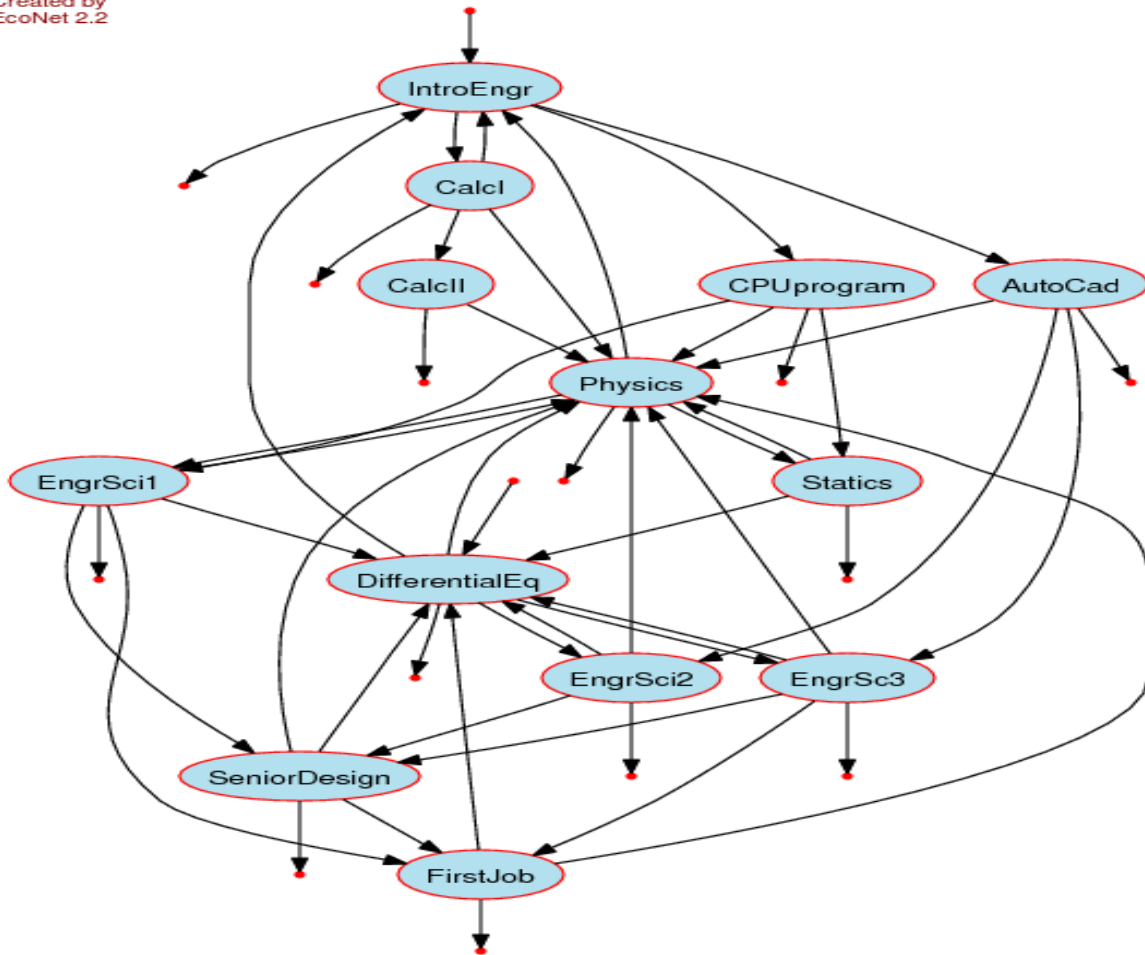 Created by
EcoNet 2.2
IntroEngr
CalcI
CalcII
CPUprogram
AutoCad
Physics
EngrSci1
Statics
DifferentialEq
EngrSci2
EngrSc3
SeniorDesign
FirstJob